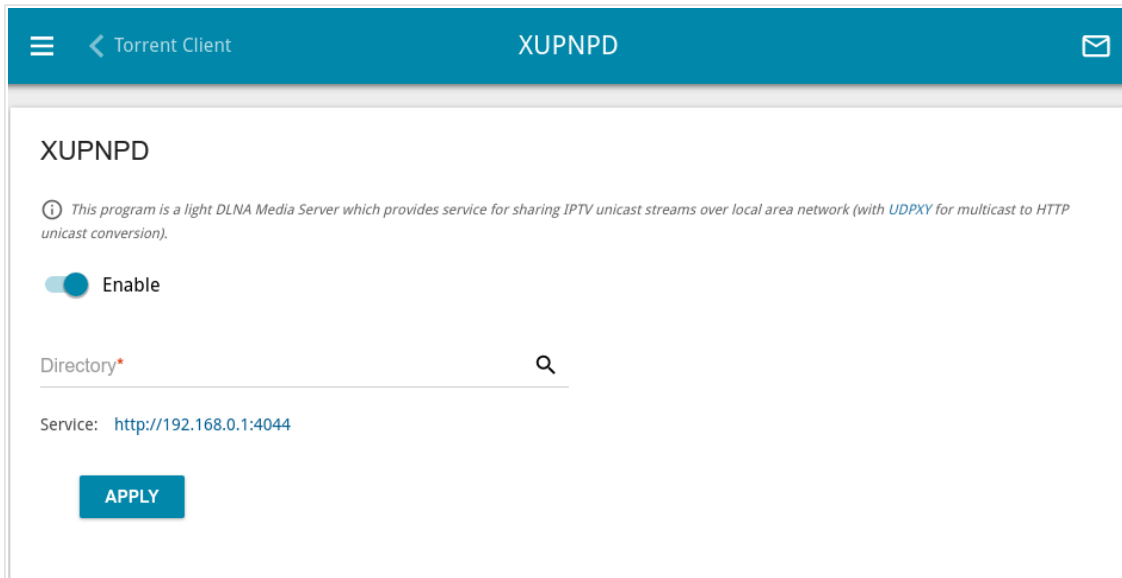 Torrent Client
XUPNPD
XUPNPD
This program is a light DLNA Media Server which provides service for sharing IPTV unicast streams over local area network (with UDPXY for multicast to HTTP
unicast conversion).
Enable
Directory*
Service: http://192.168.0.1:4044
APPLY